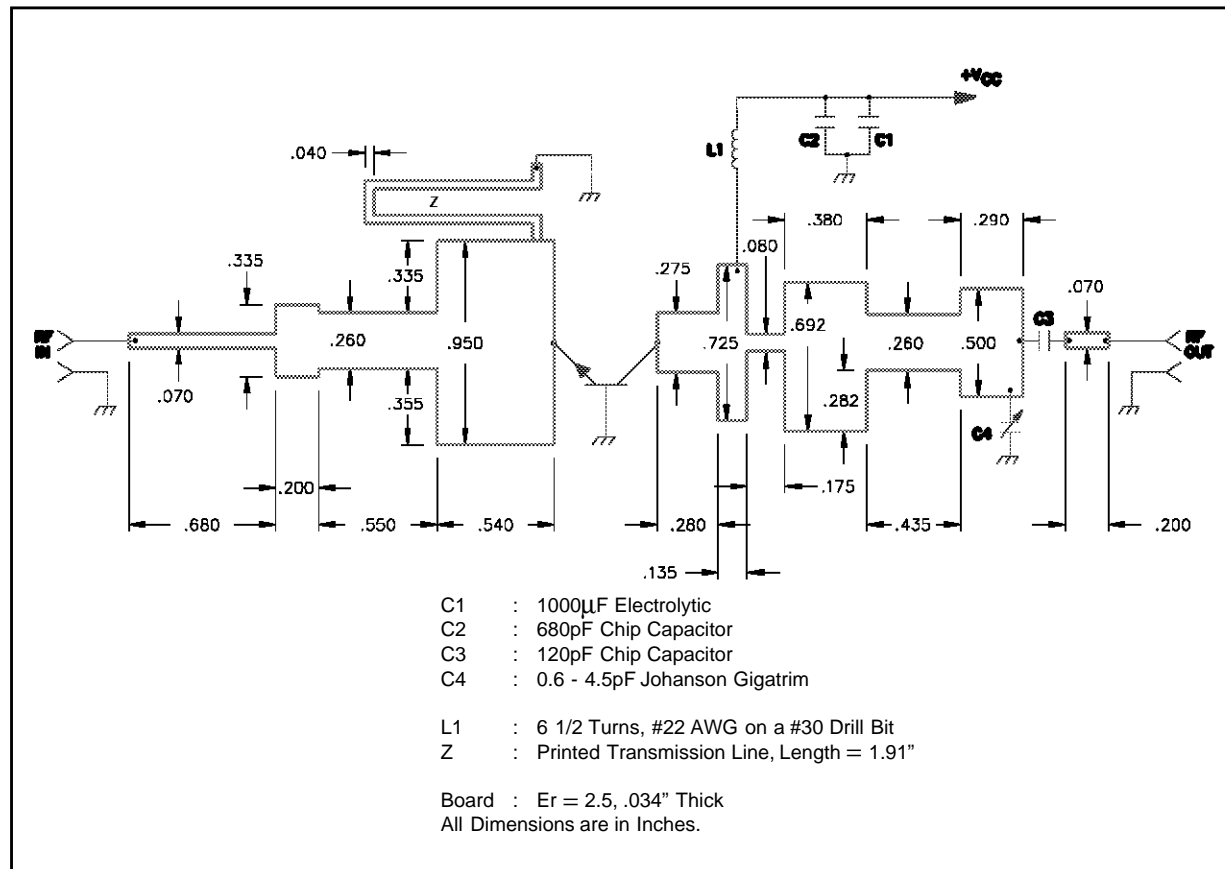 +VCC
C2
C1
L1
.040
Z
.380
.290
.080
.335
.335
.275
.070
RF
IN
.260
.950
.725
.692
.260
.500
C3
RF
OUT
.070
.355
.282
C4
.200
.175
.680
.550
.540
.280
.435
.200
.135
C1 : 1000µF Electrolytic
C2 : 680pF Chip Capacitor
C3 : 120pF Chip Capacitor
C4 : 0.6 - 4.5pF Johanson Gigatrim
L1 : 6 1/2 Turns, #22 AWG on a #30 Drill Bit
Z : Printed Transmission Line, Length = 1.91”
Board : Er = 2.5, .034” Thick
All Dimensions are in Inches.